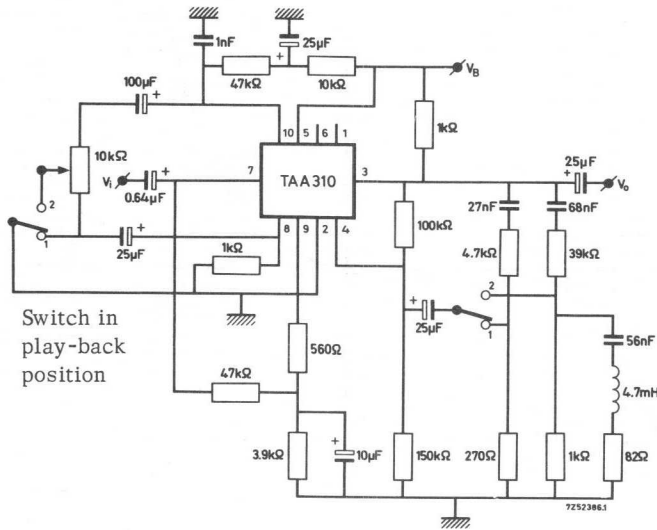 1nF
47kΩ
+
25μF
10kΩ
V_B
100μF
+
10 5 6 1
1kΩ
10kΩ
V_i
+
0.64μF
7
TAA310
3
+
25μF
V_o
2
1
25μF
+
1kΩ
8 9 2 4
100kΩ
27nF
68nF
4.7kΩ
39kΩ
Switch in
play-back
position
+
25μF
2
1
56nF
560Ω
4.7mH
47kΩ
3.9kΩ
+
10μF
150kΩ
270Ω
1kΩ
82Ω
7Z52386.1